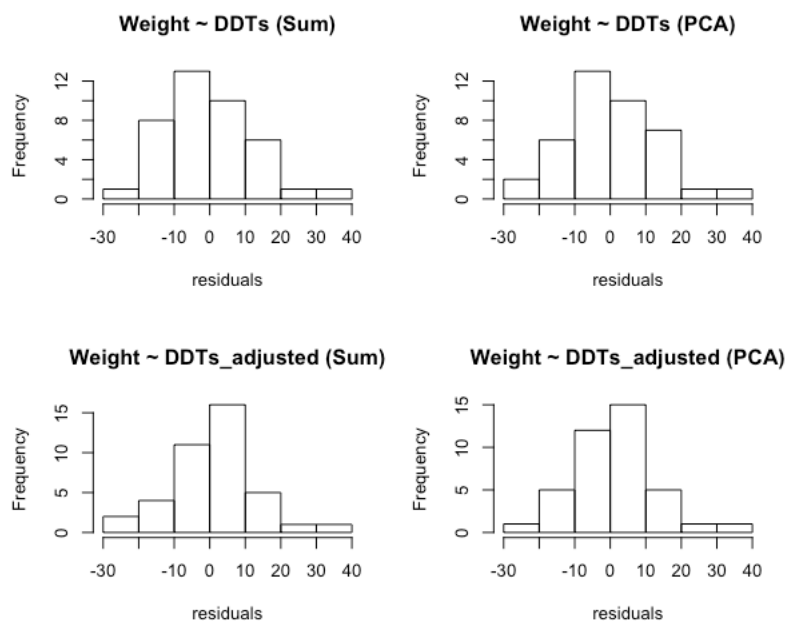 Weight ~ DDTs (Sum)
Frequency
0 4 8 12
-30 -10 0 10 20 30 40
residuals
Weight ~ DDTs (PCA)
Frequency
0 4 8 12
-30 -10 0 10 20 30 40
residuals
Weight ~ DDTs_adjusted (Sum)
Frequency
0 5 10 15
-30 -10 0 10 20 30 40
residuals
Weight ~ DDTs_adjusted (PCA)
Frequency
0 5 10 15
-30 -10 0 10 20 30 40
residuals